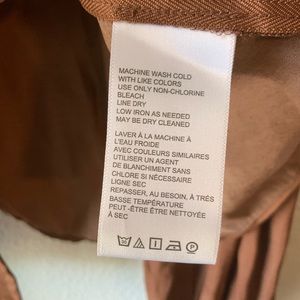 MACHINE WASH COLD
WITH LIKE COLORS
USE ONLY NON-CHLORINE
BLEACH
LINE DRY
LOW IRON AS NEEDED
MAY BE DRY CLEANED
LAVER À LA MACHINE À
L'EAU FROIDE
AVEC COULEURS SIMILAIRES
UTILISER UN AGENT
DE BLANCHIMENT SANS
CHLORE SI NÉCESSAIRE
LIGNE SEC
REPASSER, AU BESOIN, À TRÉS
BASSE TEMPÉRATURE
PEUT-ÊTRE ÊTRE NETTOYÉE
À SEC